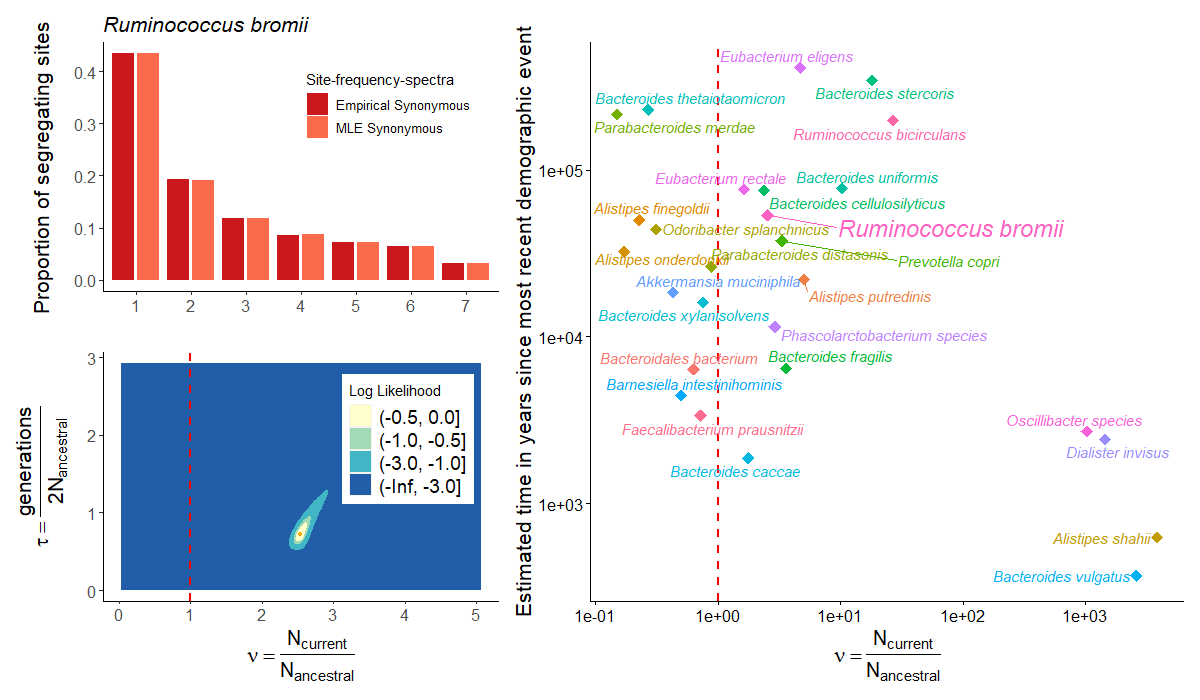 Ruminococcus bromii
Proportion of segregating sites
0.4
0.3
0.2
0.1
0.0
Site-frequency-spectra
Empirical Synonymous
MLE Synonymous
1 2 3 4 5 6 7
τ = generations / 2N_ancestral
3
2
1
0
Log Likelihood
(-0.5, 0.0]
(-1.0, -0.5]
(-3.0, -1.0]
(-Inf, -3.0]
0 1 2 3 4 5
ν = N_current / N_ancestral
Estimated time in years since most recent demographic event
1e+05
1e+04
1e+03
Eubacterium eligens
Bacteroides stercoris
Bacteroides thetaiotaomicron
Parabacteroides merdae
Ruminococcus bicirculans
Eubacterium rectale
Bacteroides uniformis
Bacteroides cellulosilyticus
Alistipes finegoldii
Ruminococcus bromii
Odoribacter splanchnicus
Parabacteroides distasonis
Alistipes onderdonkii
Prevotella copri
Akkermansia muciniphila
Alistipes putredinis
Bacteroides xylanisolvens
Phascolarctobacterium species
Bacteroidales bacterium
Bacteroides fragilis
Barnesiella intestinihominis
Oscillibacter species
Faecalibacterium prausnitzii
Dialister invisus
Bacteroides caccae
Alistipes shahii
Bacteroides vulgatus
1e-01 1e+00 1e+01 1e+02 1e+03
ν = N_current / N_ancestral